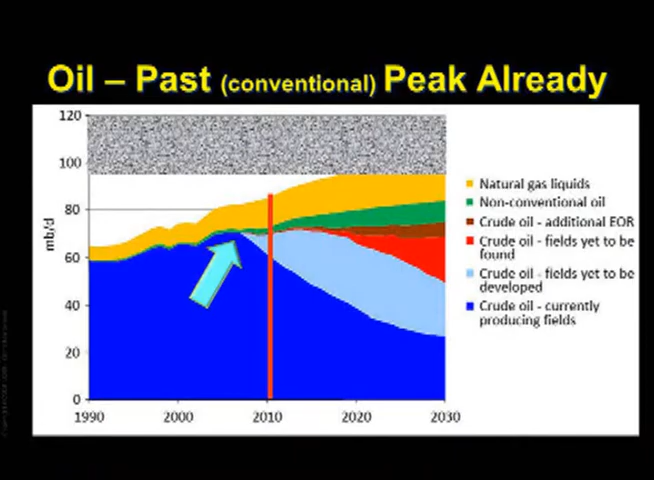 Oil – Past (conventional) Peak Already
120
100
80
60
40
20
0
mb/d
1990
2000
2010
2020
2030
Natural gas liquids
Non-conventional oil
Crude oil - additional EOR
Crude oil - fields yet to be
found
Crude oil - fields yet to be
developed
Crude oil - currently
producing fields